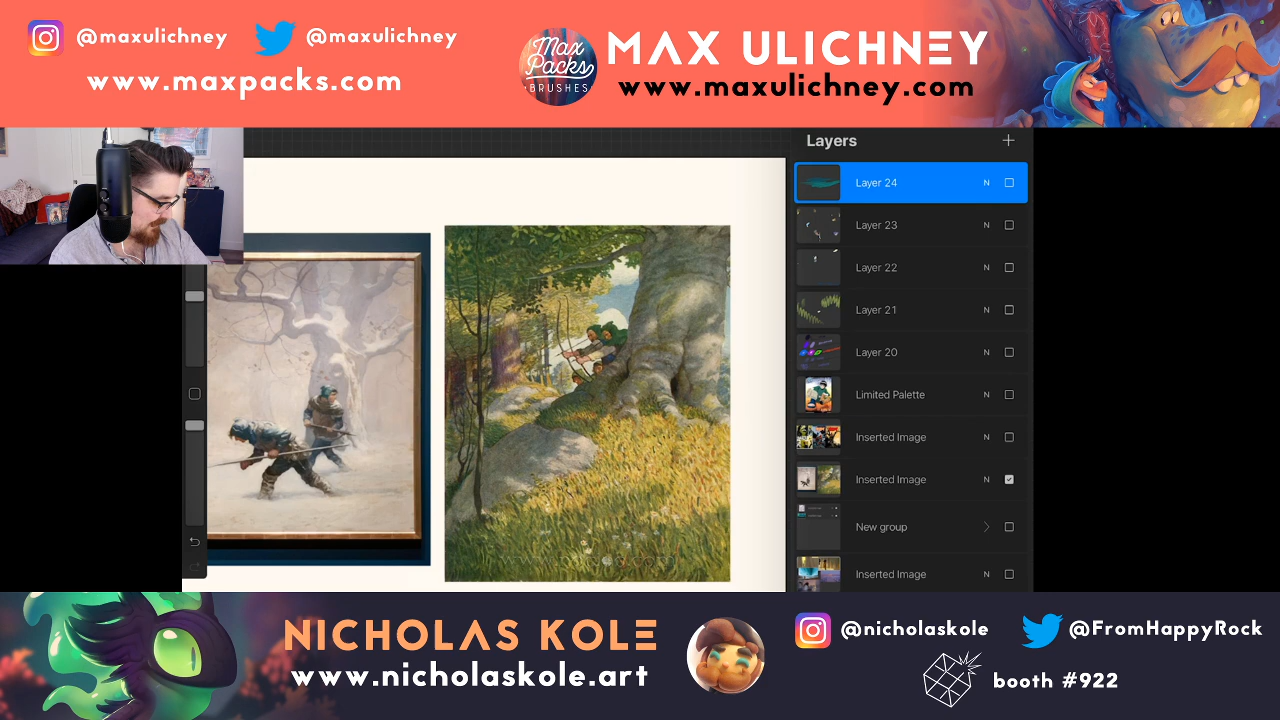 @maxulichney
@maxulichney
www.maxpacks.com
Max
Packs
BRUSHES
MAX ULICHNEY
www.maxulichney.com
Layers
Layer 24 N
Layer 23 N
Layer 22 N
Layer 21 N
Layer 20 N
Limited Palette N
Inserted Image N
Inserted Image N
New group
Inserted Image N
NICHOLAS KOLE
www.nicholaskole.art
@nicholaskole
@FromHappyRock
booth #922